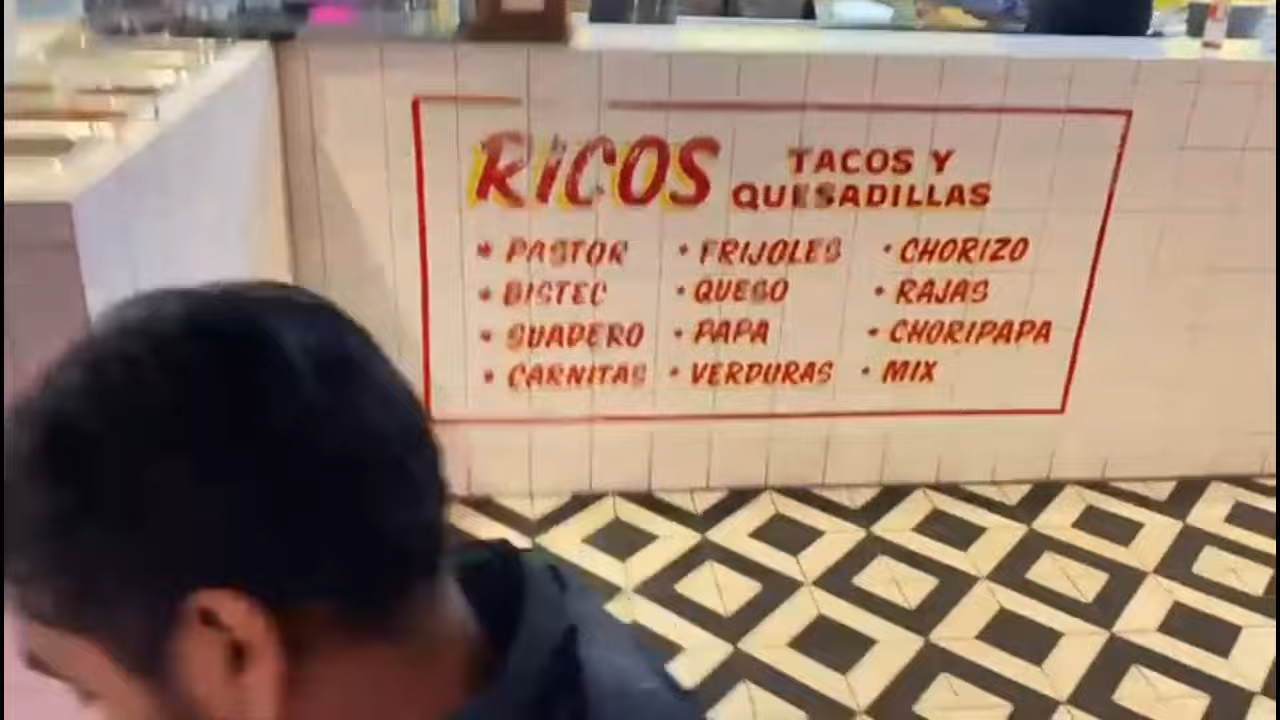 RICOS TACOS Y
QUESADILLAS
• PASTOR • FRIJOLES • CHORIZO
• BISTEC • QUESO • RAJAS
• SUADERO • PAPA • CHORIPAPA
• CARNITAS • VERDURAS • MIX